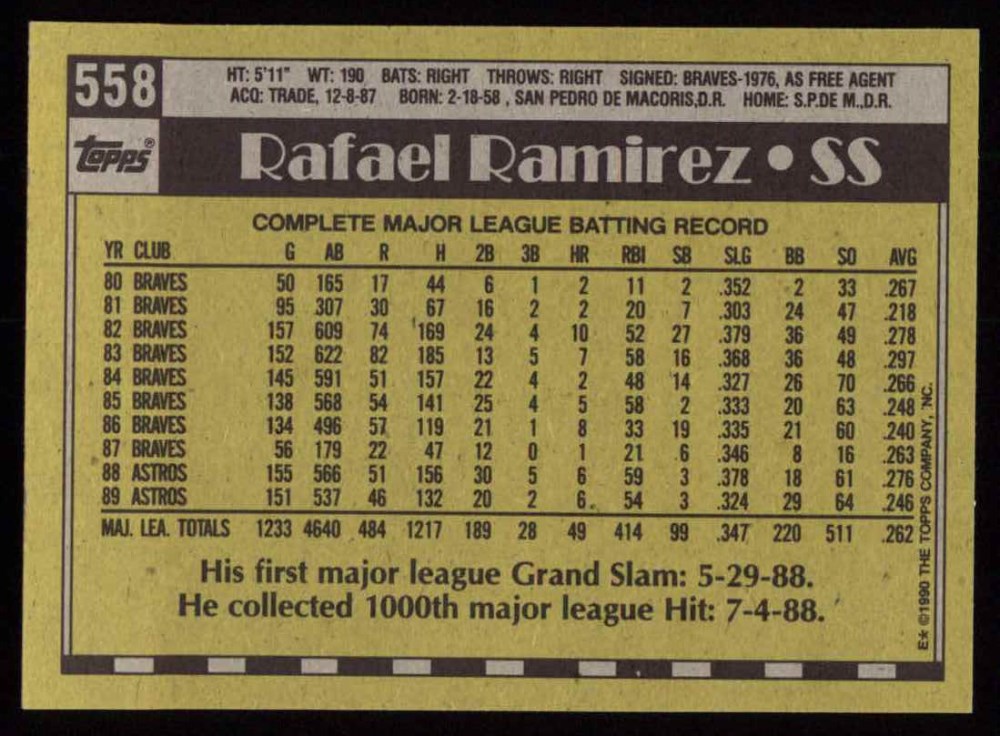 558
HT: 5'11" WT: 190 BATS: RIGHT THROWS: RIGHT SIGNED: BRAVES-1976, AS FREE AGENT
ACQ: TRADE, 12-8-87 BORN: 2-18-58 , SAN PEDRO DE MACORIS,D.R. HOME: S.P.DE M.,D.R.
topps®
Rafael Ramirez • SS
COMPLETE MAJOR LEAGUE BATTING RECORD
YR CLUB G AB R H 2B 3B HR RBI SB SLG BB SO AVG
80 BRAVES 50 165 17 44 6 1 2 11 2 .352 2 33 .267
81 BRAVES 95 307 30 67 16 2 2 20 7 .303 24 47 .218
82 BRAVES 157 609 74 169 24 4 10 52 27 .379 36 49 .278
83 BRAVES 152 622 82 185 13 5 7 58 16 .368 36 48 .297
84 BRAVES 145 591 51 157 22 4 2 48 14 .327 26 70 .266
85 BRAVES 138 568 54 141 25 4 5 58 2 .333 20 63 .248
86 BRAVES 134 496 57 119 21 1 8 33 19 .335 21 60 .240
87 BRAVES 56 179 22 47 12 0 1 21 6 .346 8 16 .263
88 ASTROS 155 566 51 156 30 5 6 59 3 .378 18 61 .276
89 ASTROS 151 537 46 132 20 2 6 54 3 .324 29 64 .246
MAJ. LEA. TOTALS 1233 4640 484 1217 189 28 49 414 99 .347 220 511 .262
His first major league Grand Slam: 5-29-88.
He collected 1000th major league Hit: 7-4-88.
E* ©1990 THE TOPPS COMPANY, INC.